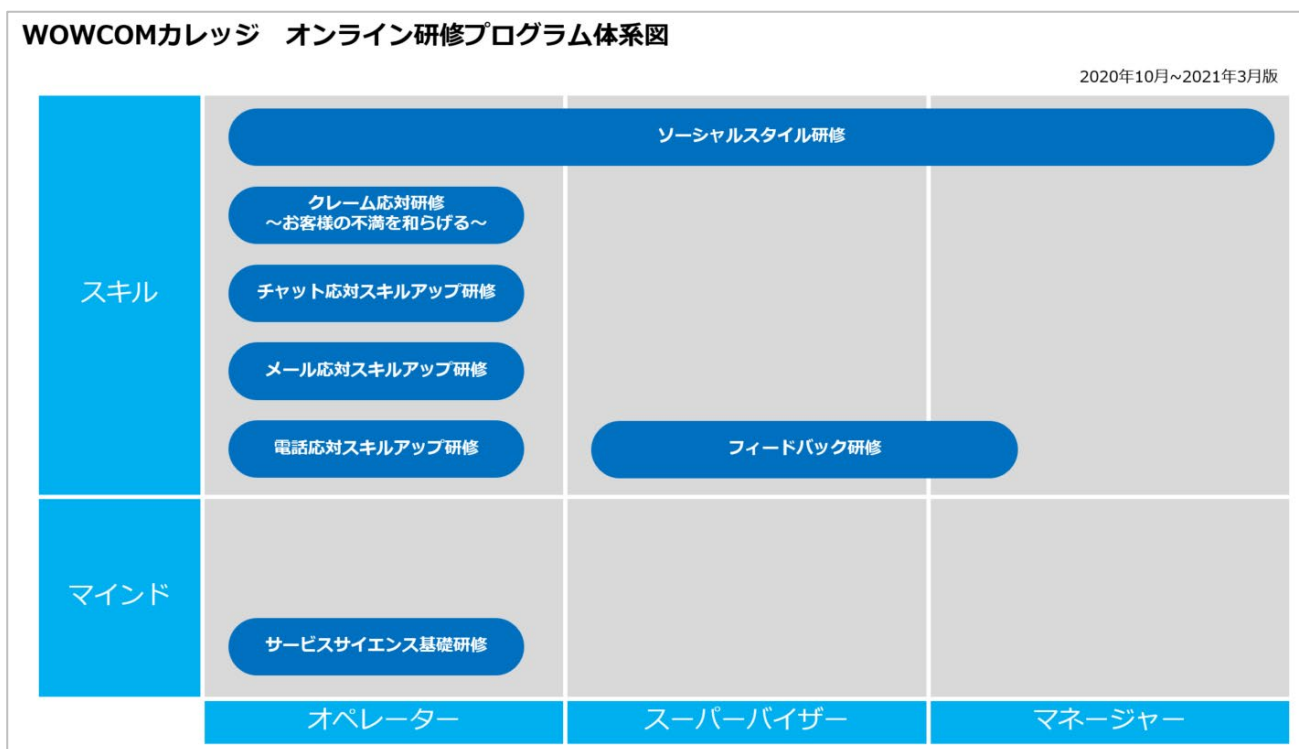 WOWCOMカレッジ　オンライン研修プログラム体系図
2020年10月~2021年3月版
スキル
ソーシャルスタイル研修
クレーム応対研修
～お客様の不満を和らげる～
チャット応対スキルアップ研修
メール応対スキルアップ研修
電話応対スキルアップ研修
フィードバック研修
マインド
サービスサイエンス基礎研修
オペレーター
スーパーバイザー
マネージャー